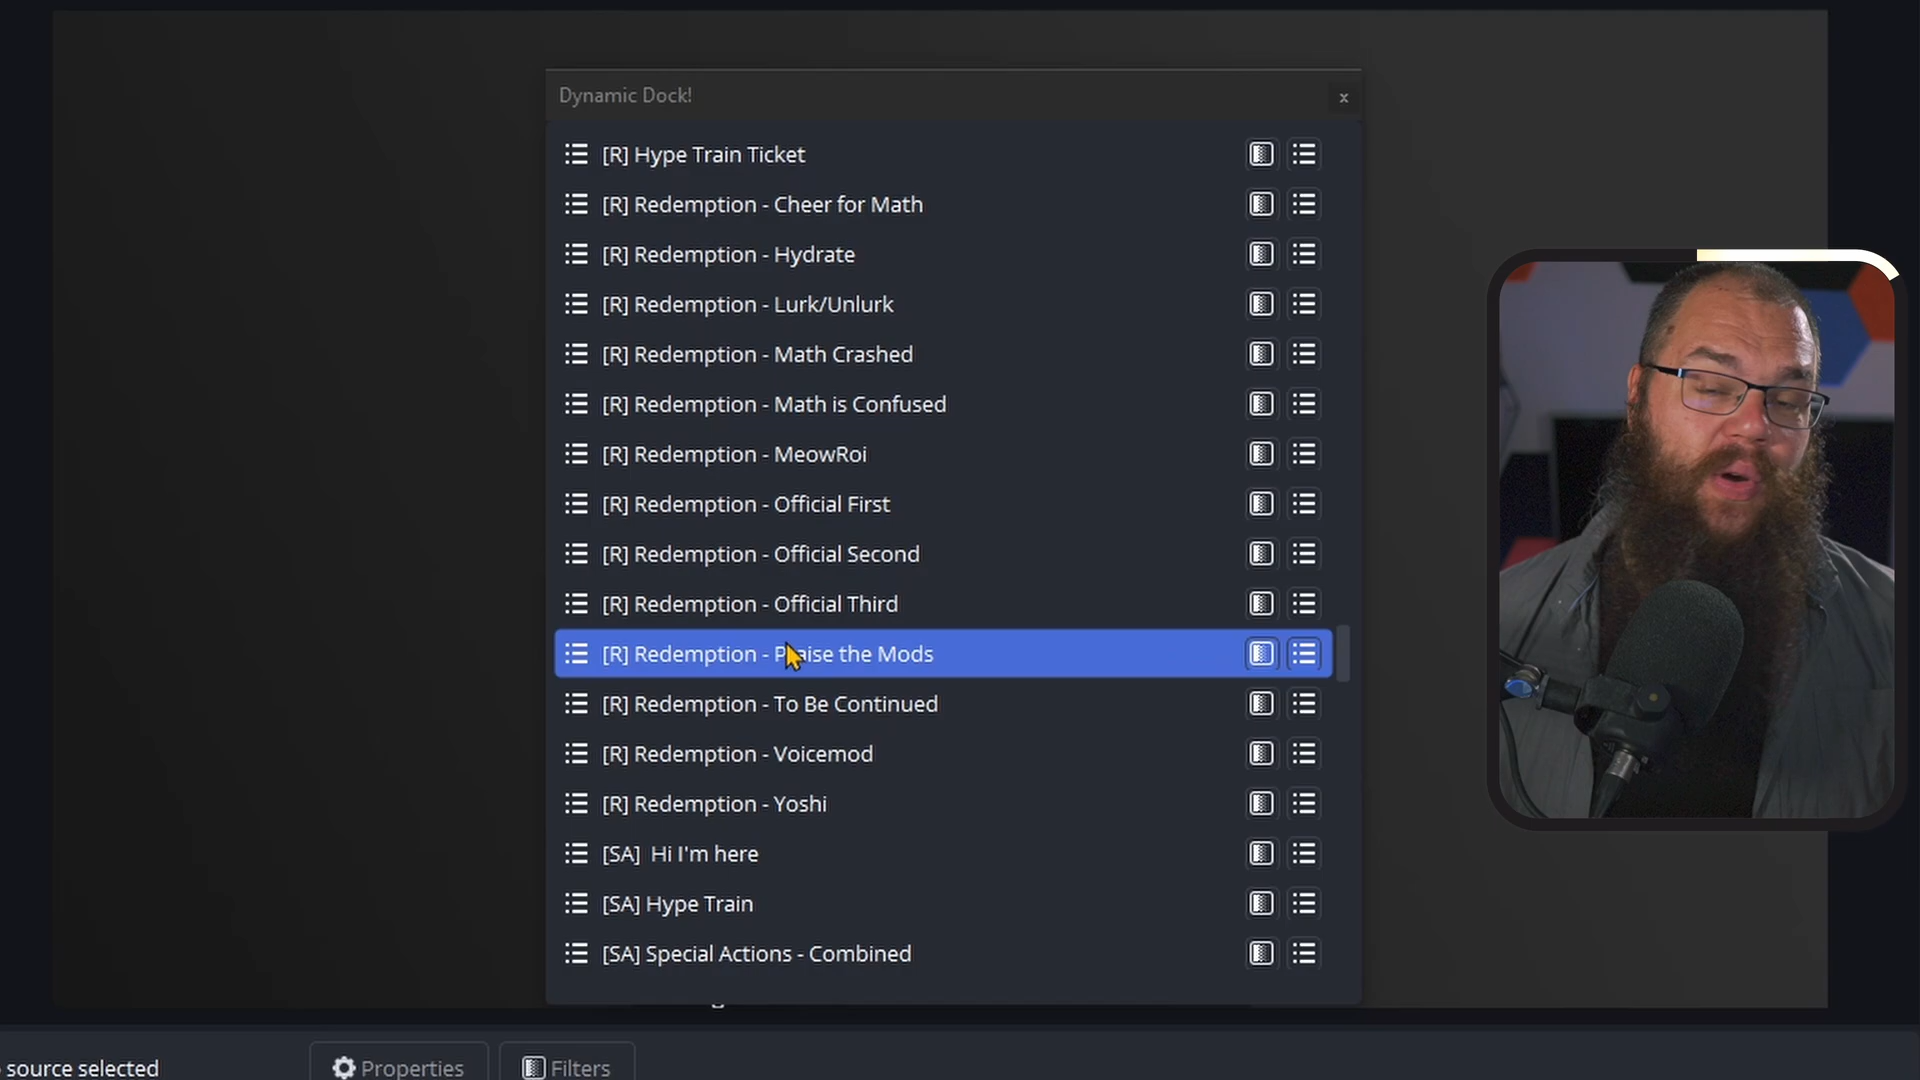 Dynamic Dock!
x
[R] Hype Train Ticket
[R] Redemption - Cheer for Math
[R] Redemption - Hydrate
[R] Redemption - Lurk/Unlurk
[R] Redemption - Math Crashed
[R] Redemption - Math is Confused
[R] Redemption - MeowRoi
[R] Redemption - Official First
[R] Redemption - Official Second
[R] Redemption - Official Third
[R] Redemption - Praise the Mods
[R] Redemption - To Be Continued
[R] Redemption - Voicemod
[R] Redemption - Yoshi
[SA]  Hi I'm here
[SA] Hype Train
[SA] Special Actions - Combined
source selected
Properties
Filters